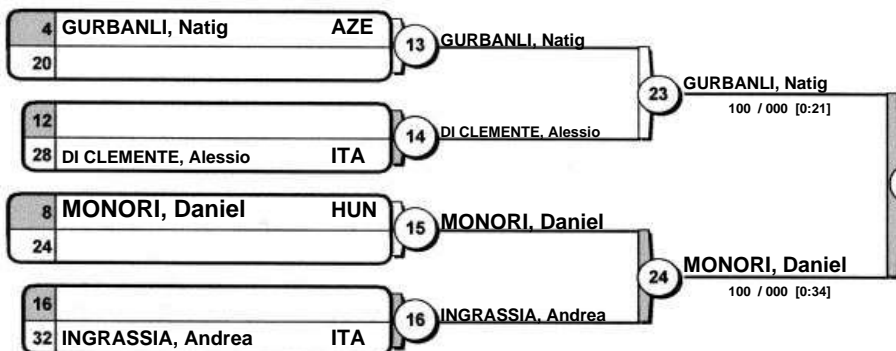 4 GURBANLI, Natig AZE
20
13 GURBANLI, Natig
12
28 DI CLEMENTE, Alessio ITA
14 DI CLEMENTE, Alessio
23 GURBANLI, Natig
100 / 000 [0:21]
8 MONORI, Daniel HUN
24
15 MONORI, Daniel
16
32 INGRASSIA, Andrea ITA
16 INGRASSIA, Andrea
24 MONORI, Daniel
100 / 000 [0:34]